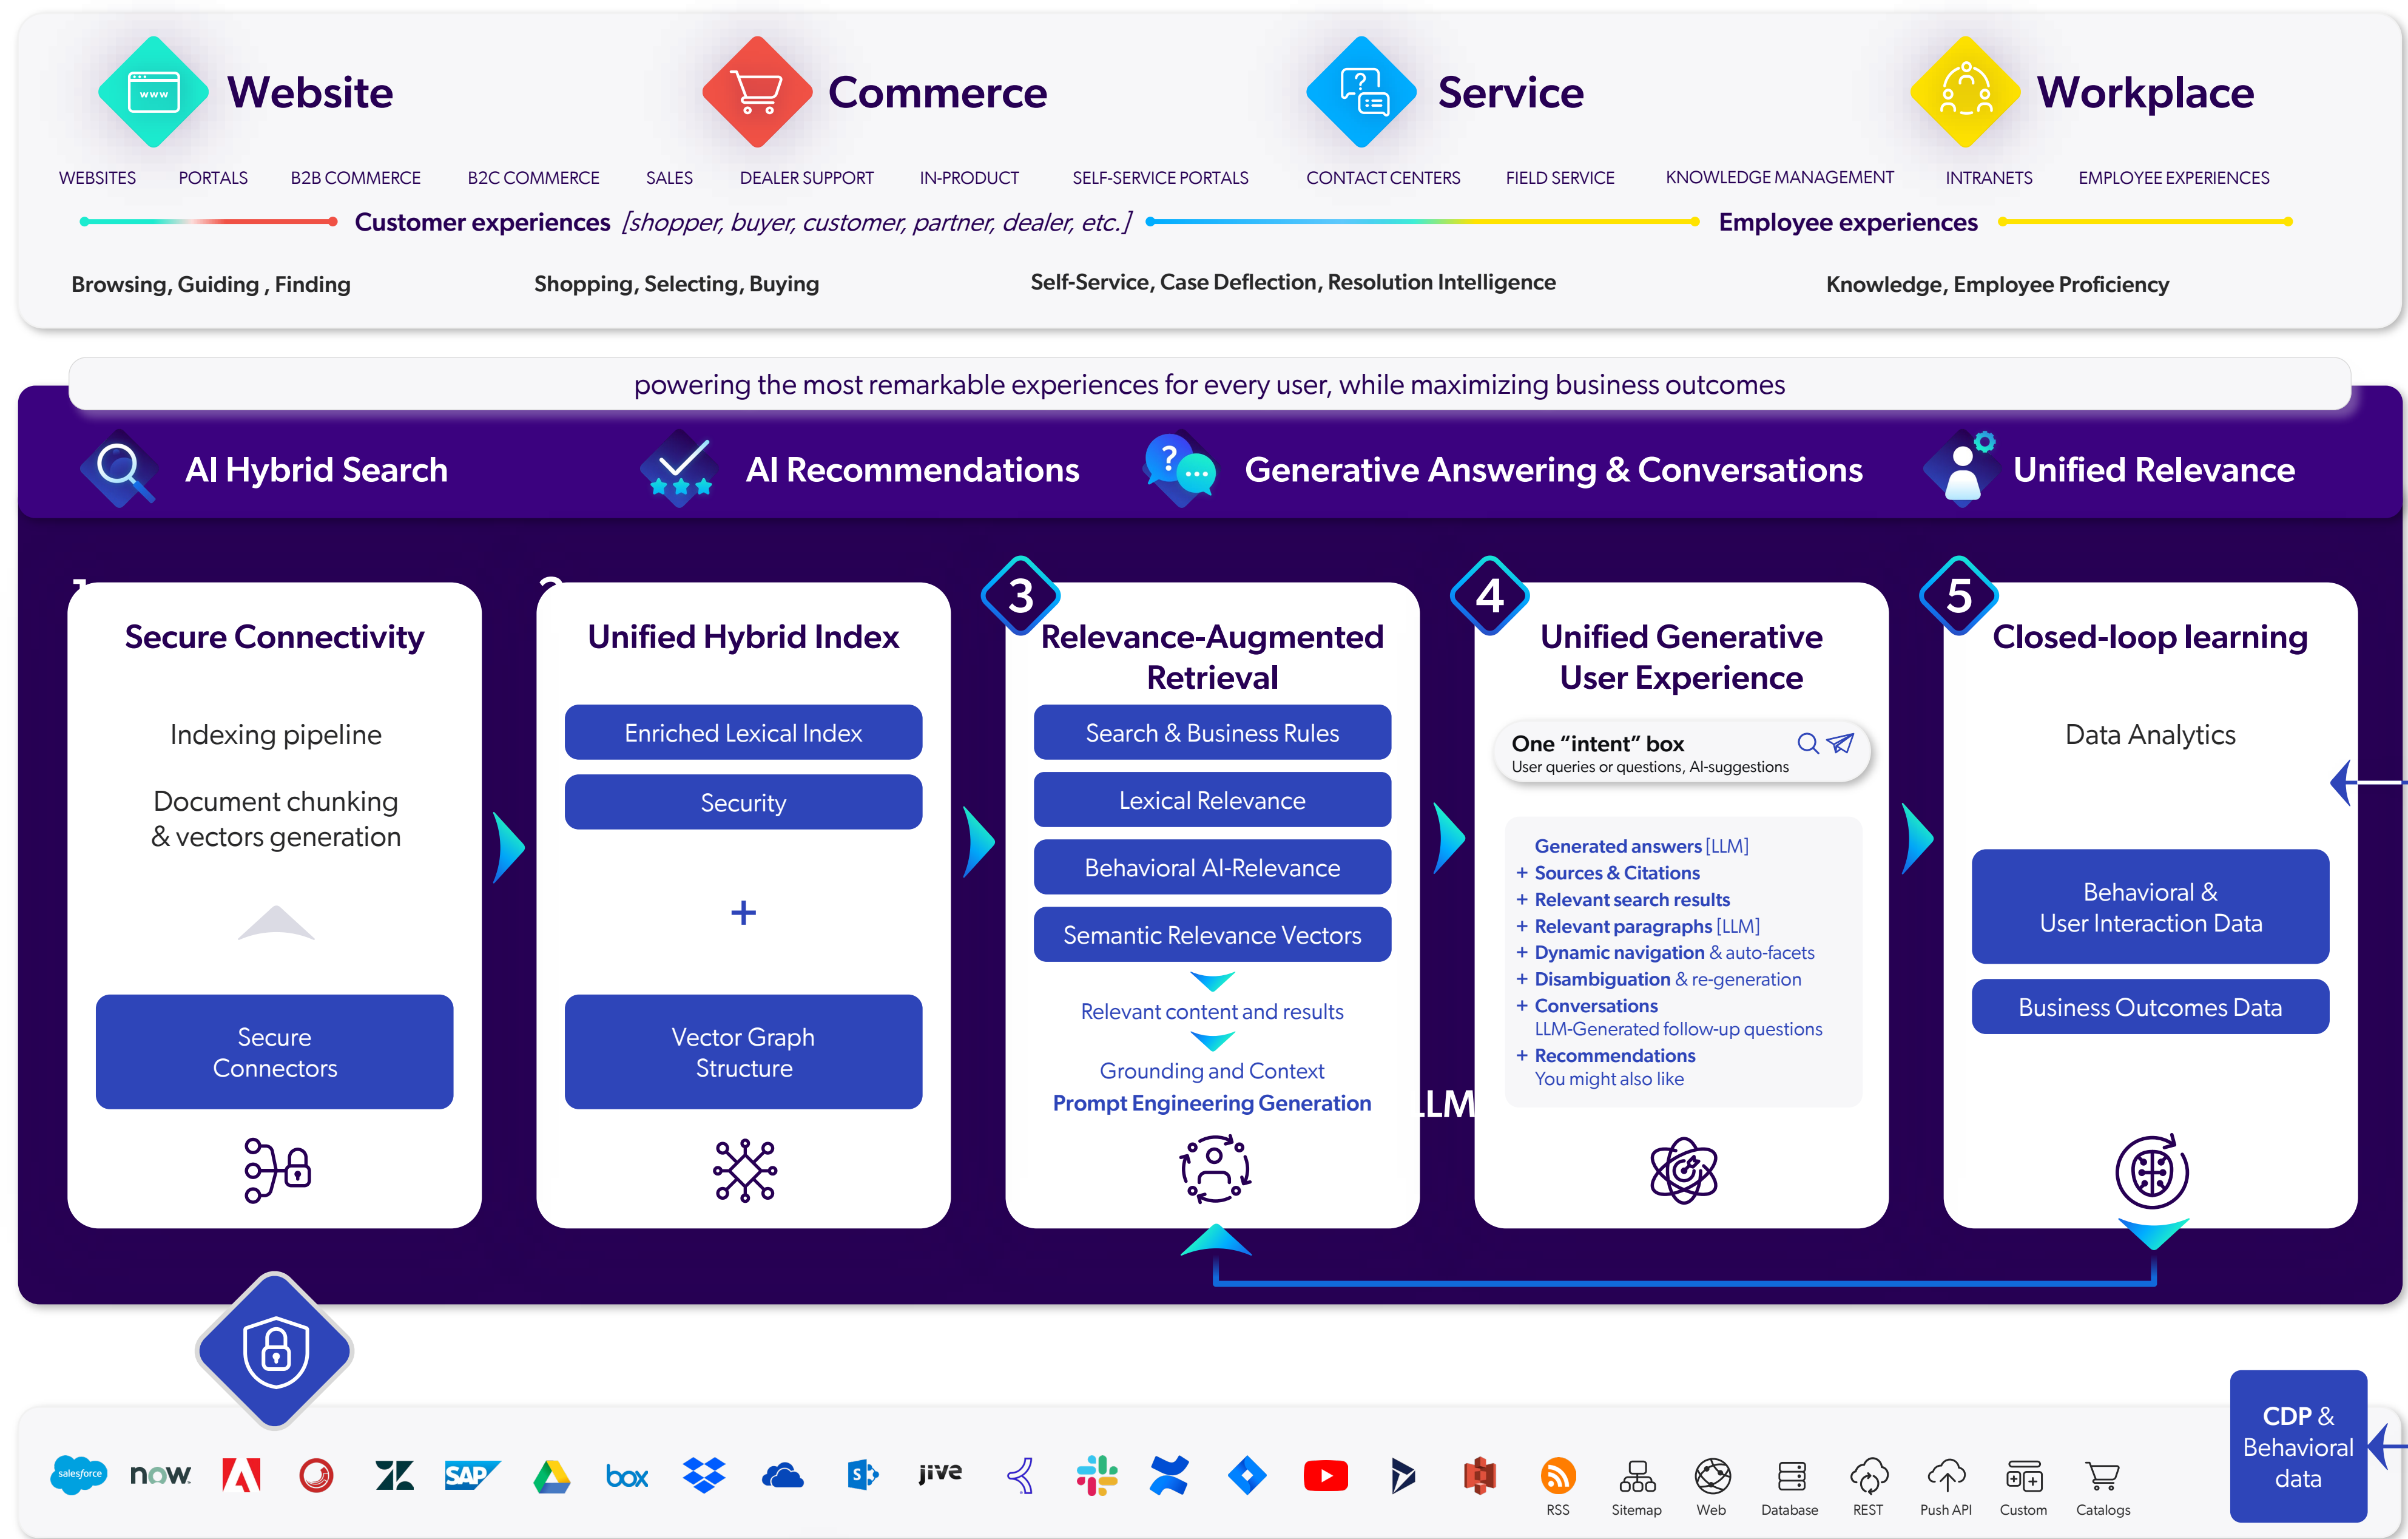 www
Website
Commerce
Service
Workplace
WEBSITES PORTALS B2B COMMERCE B2C COMMERCE SALES DEALER SUPPORT IN-PRODUCT SELF-SERVICE PORTALS CONTACT CENTERS FIELD SERVICE KNOWLEDGE MANAGEMENT INTRANETS EMPLOYEE EXPERIENCES
Customer experiences [shopper, buyer, customer, partner, dealer, etc.]
Employee experiences
Browsing, Guiding , Finding
Shopping, Selecting, Buying
Self-Service, Case Deflection, Resolution Intelligence
Knowledge, Employee Proficiency
powering the most remarkable experiences for every user, while maximizing business outcomes
AI Hybrid Search
AI Recommendations
Generative Answering & Conversations
Unified Relevance
1
Secure Connectivity
Indexing pipeline
Document chunking
& vectors generation
Secure
Connectors
2
Unified Hybrid Index
Enriched Lexical Index
Security
+
Vector Graph
Structure
3
Relevance-Augmented
Retrieval
Search & Business Rules
Lexical Relevance
Behavioral AI-Relevance
Semantic Relevance Vectors
Relevant content and results
Grounding and Context
Prompt Engineering Generation
LLM
4
Unified Generative
User Experience
One “intent” box
User queries or questions, AI-suggestions
Generated answers [LLM]
+ Sources & Citations
+ Relevant search results
+ Relevant paragraphs [LLM]
+ Dynamic navigation & auto-facets
+ Disambiguation & re-generation
+ Conversations
LLM-Generated follow-up questions
+ Recommendations
You might also like
5
Closed-loop learning
Data Analytics
Behavioral &
User Interaction Data
Business Outcomes Data
CDP &
Behavioral
data
salesforce now SAP box S jive
RSS Sitemap Web Database REST Push API Custom Catalogs